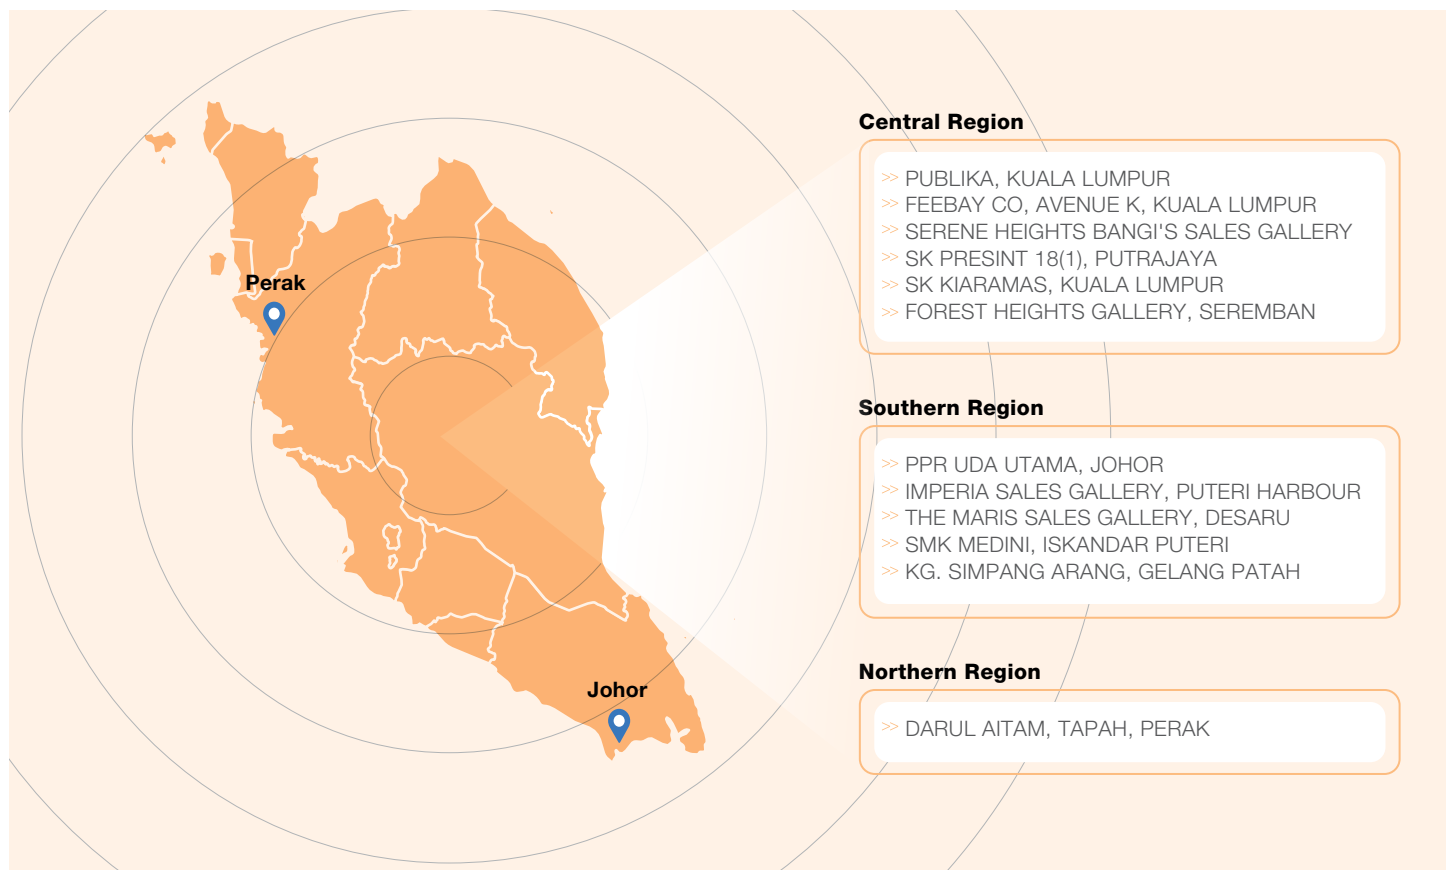 Perak
Johor
Central Region
>> PUBLIKA, KUALA LUMPUR
>> FEEBAY CO, AVENUE K, KUALA LUMPUR
>> SERENE HEIGHTS BANGI'S SALES GALLERY
>> SK PRESINT 18(1), PUTRAJAYA
>> SK KIARAMAS, KUALA LUMPUR
>> FOREST HEIGHTS GALLERY, SEREMBAN
Southern Region
>> PPR UDA UTAMA, JOHOR
>> IMPERIA SALES GALLERY, PUTERI HARBOUR
>> THE MARIS SALES GALLERY, DESARU
>> SMK MEDINI, ISKANDAR PUTERI
>> KG. SIMPANG ARANG, GELANG PATAH
Northern Region
>> DARUL AITAM, TAPAH, PERAK